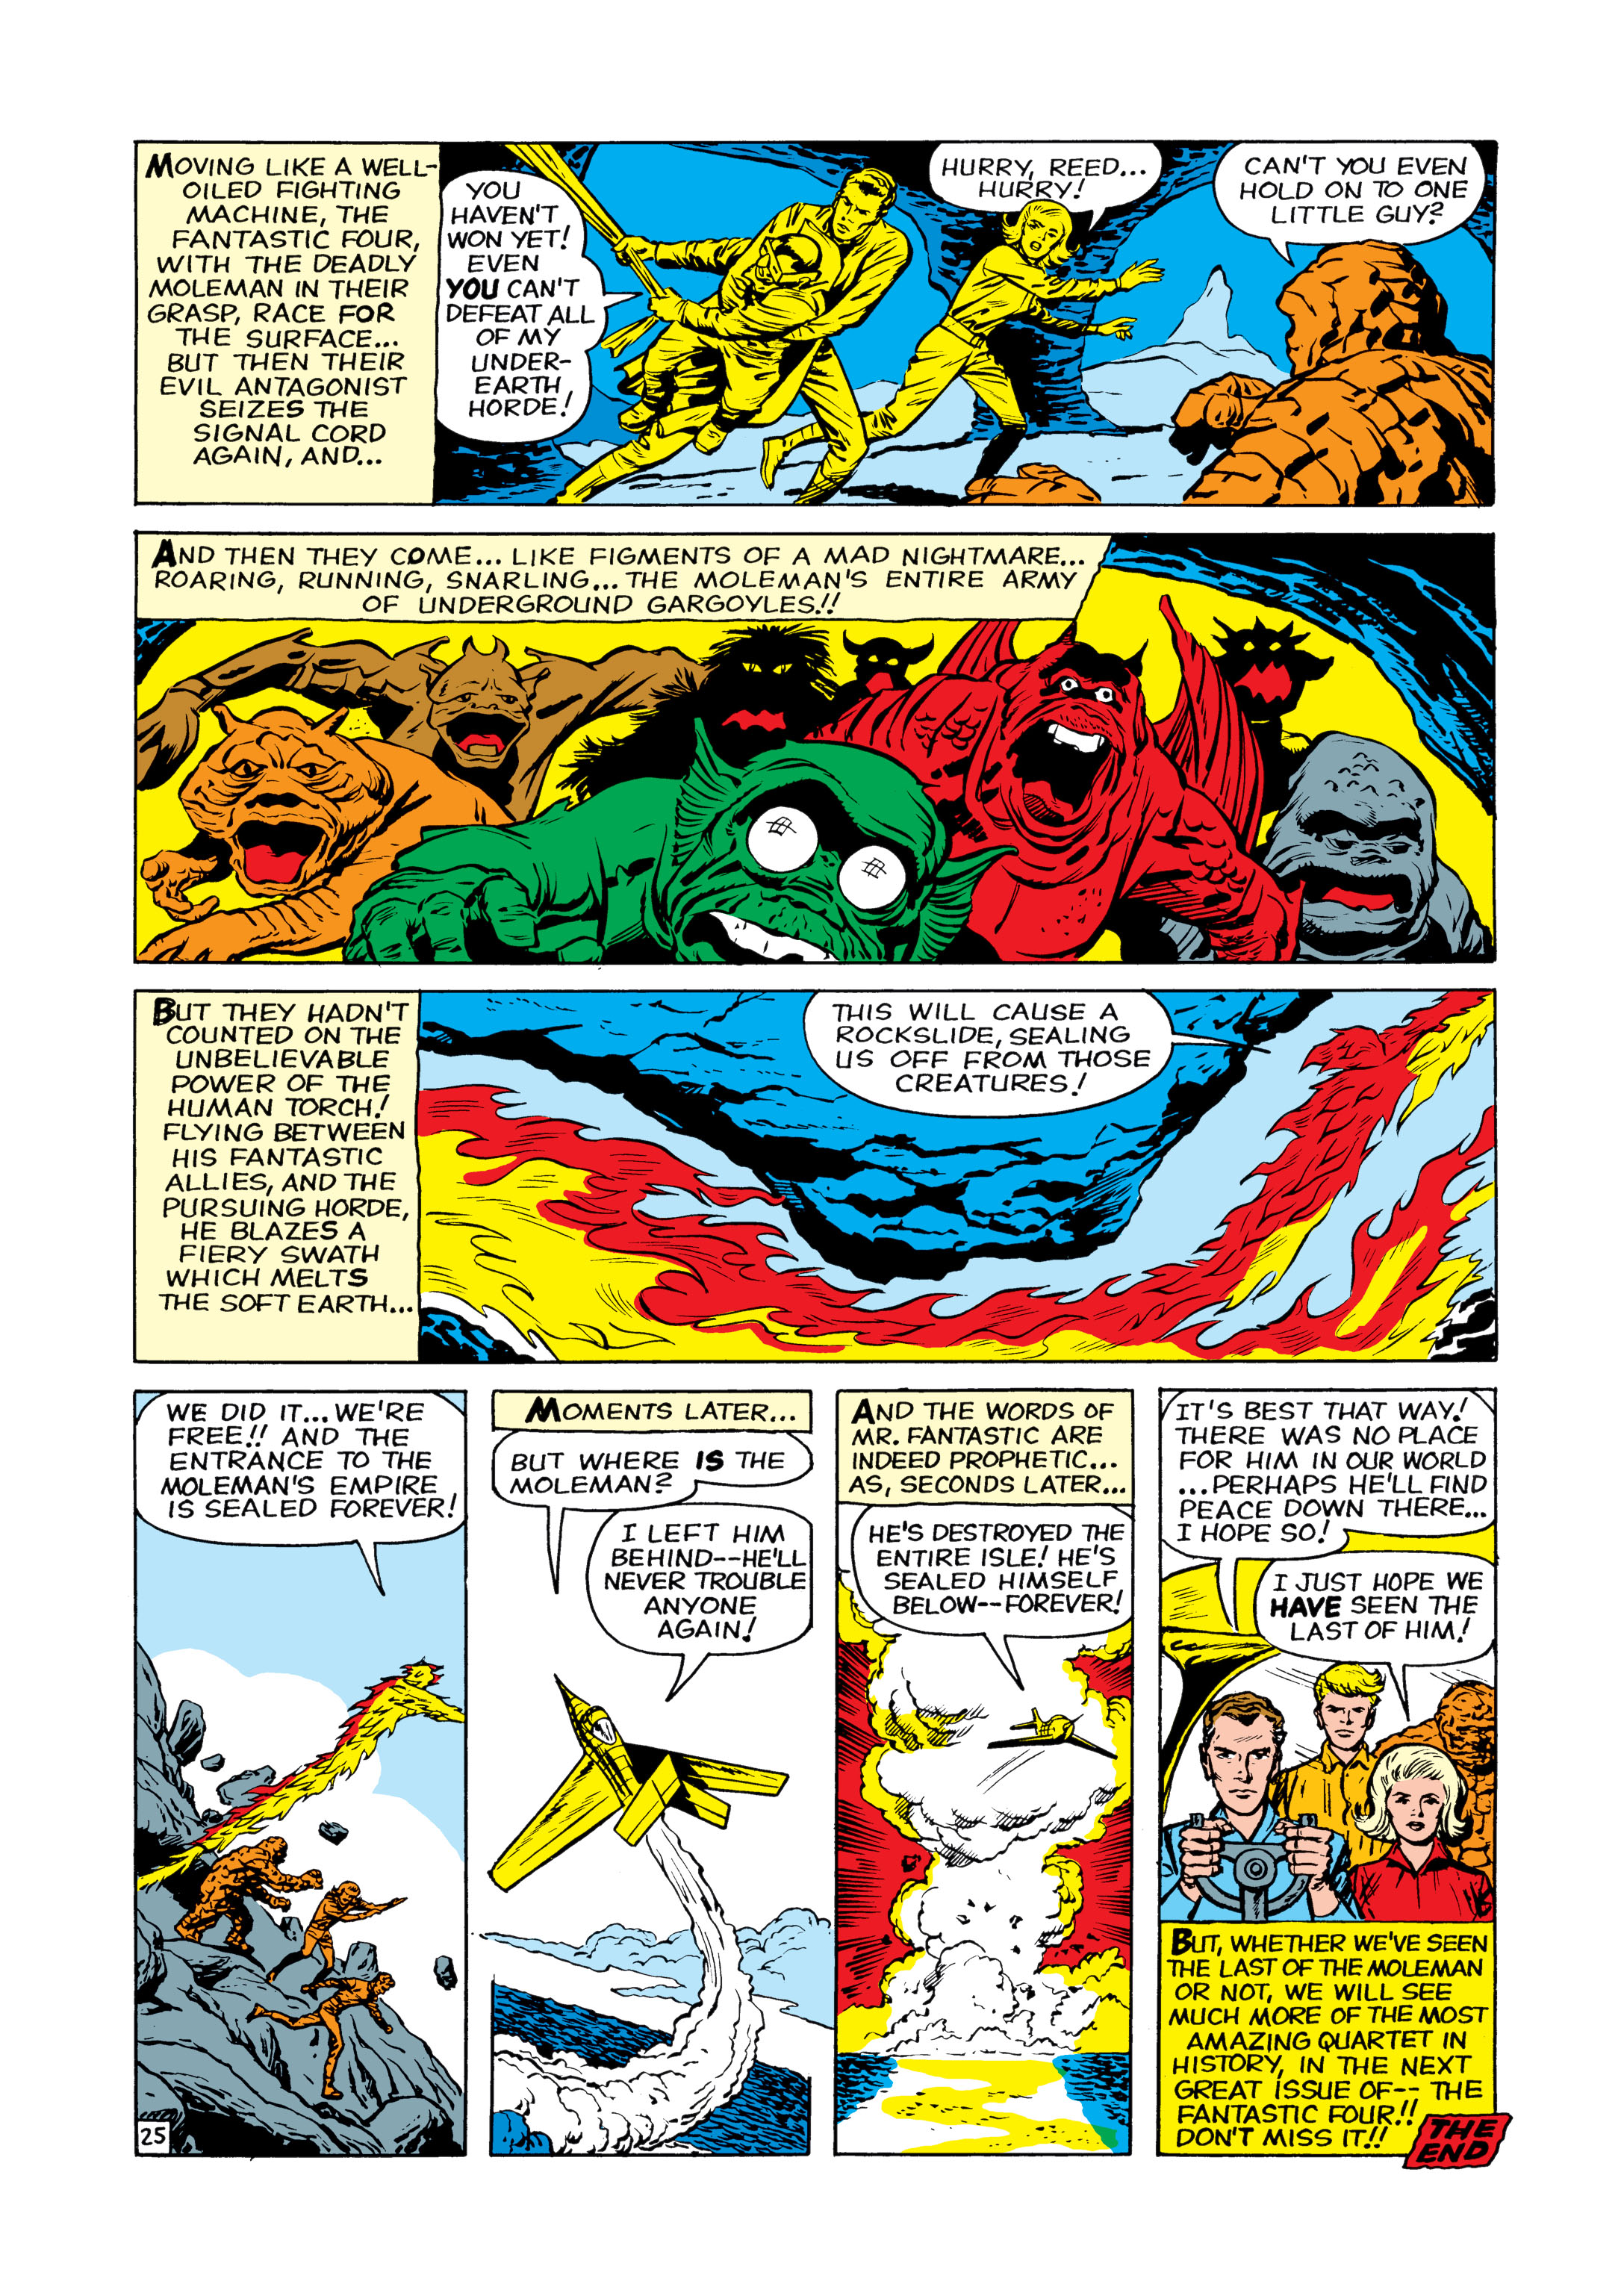 MOVING LIKE A WELL-
OILED FIGHTING
MACHINE, THE
FANTASTIC FOUR,
WITH THE DEADLY
MOLEMAN IN THEIR
GRASP, RACE FOR
THE SURFACE...
BUT THEN THEIR
EVIL ANTAGONIST
SEIZES THE
SIGNAL CORD
AGAIN, AND...
YOU
HAVEN'T
WON YET!
EVEN
YOU CAN'T
DEFEAT ALL
OF MY
UNDER-
EARTH
HORDE!
HURRY, REED...
HURRY!
CAN'T YOU EVEN
HOLD ON TO ONE
LITTLE GUY?
AND THEN THEY COME... LIKE FIGMENTS OF A MAD NIGHTMARE...
ROARING, RUNNING, SNARLING... THE MOLEMAN'S ENTIRE ARMY
OF UNDERGROUND GARGOYLES!!
BUT THEY HADN'T
COUNTED ON THE
UNBELIEVABLE
POWER OF THE
HUMAN TORCH!
FLYING BETWEEN
HIS FANTASTIC
ALLIES, AND THE
PURSUING HORDE,
HE BLAZES A
FIERY SWATH
WHICH MELTS
THE SOFT EARTH...
THIS WILL CAUSE A
ROCKSLIDE, SEALING
US OFF FROM THOSE
CREATURES!
WE DID IT... WE'RE
FREE!! AND THE
ENTRANCE TO THE
MOLEMAN'S EMPIRE
IS SEALED FOREVER!
25
MOMENTS LATER...
BUT WHERE IS THE
MOLEMAN?
I LEFT HIM
BEHIND--HE'LL
NEVER TROUBLE
ANYONE
AGAIN!
AND THE WORDS OF
MR. FANTASTIC ARE
INDEED PROPHETIC...
AS, SECONDS LATER...
HE'S DESTROYED THE
ENTIRE ISLE! HE'S
SEALED HIMSELF
BELOW--FOREVER!
IT'S BEST THAT WAY!
THERE WAS NO PLACE
FOR HIM IN OUR WORLD
...PERHAPS HE'LL FIND
PEACE DOWN THERE...
I HOPE SO!
I JUST HOPE WE
HAVE SEEN THE
LAST OF HIM!
BUT, WHETHER WE'VE SEEN
THE LAST OF THE MOLEMAN
OR NOT, WE WILL SEE
MUCH MORE OF THE MOST
AMAZING QUARTET IN
HISTORY, IN THE NEXT
GREAT ISSUE OF-- THE
FANTASTIC FOUR!!
DON'T MISS IT!!
THE
END